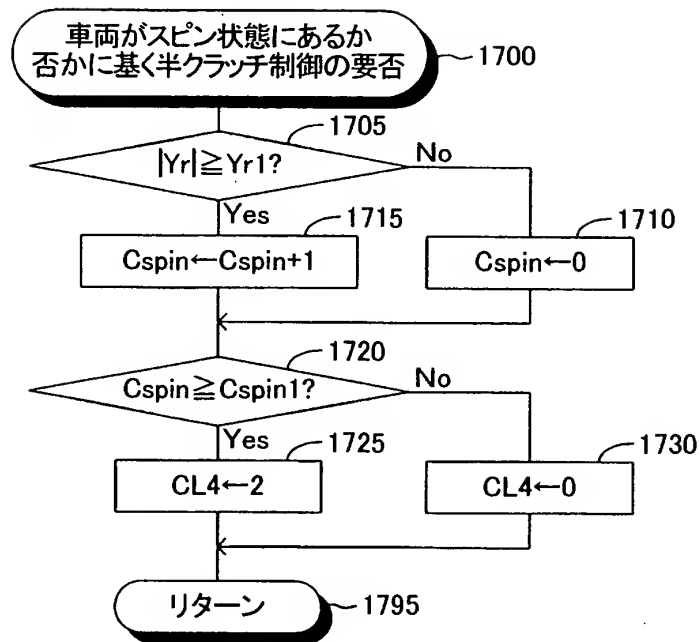 車両がスピン状態にあるか
否かに基く半クラッチ制御の要否
1700
1705
|Yr|≧Yr1?
No
Yes
1715
1710
Cspin←Cspin+1
Cspin←0
1720
Cspin≧Cspin1?
No
Yes
1725
1730
CL4←2
CL4←0
リターン
1795